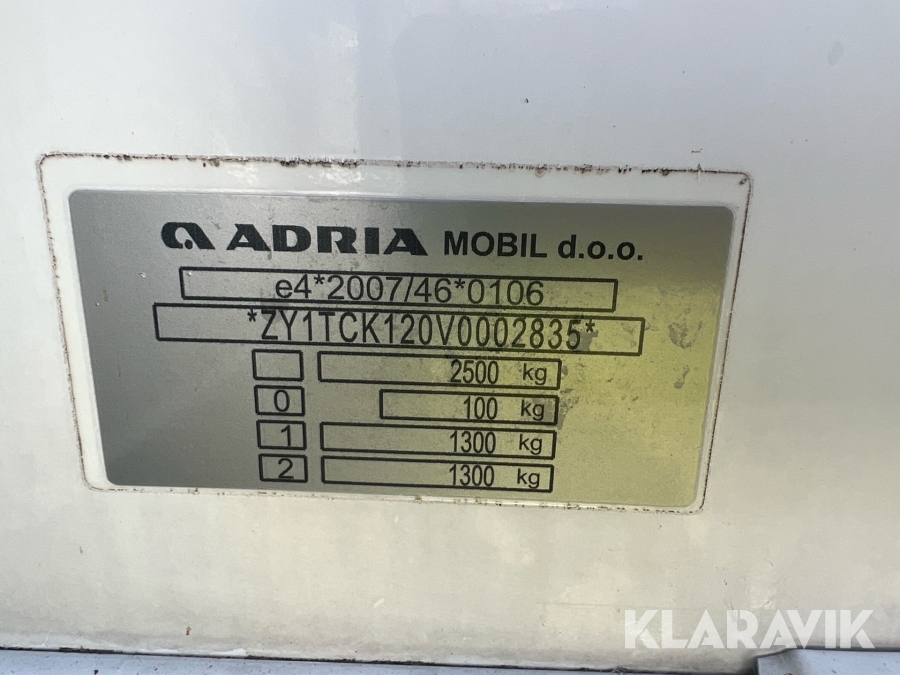 ADRIA MOBIL d.o.o.
e4*2007/46*0106
*ZY1TCK120V0002835*
2500 kg
0 100 kg
1 1300 kg
2 1300 kg
KLARAVIK